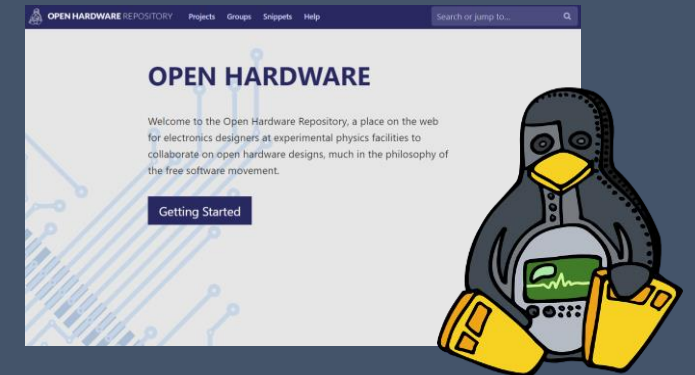 OPEN HARDWARE REPOSITORY Projects Groups Snippets Help Search or jump to...
OPEN HARDWARE
Welcome to the Open Hardware Repository, a place on the web
for electronics designers at experimental physics facilities to
collaborate on open hardware designs, much in the philosophy of
the free software movement.
Getting Started